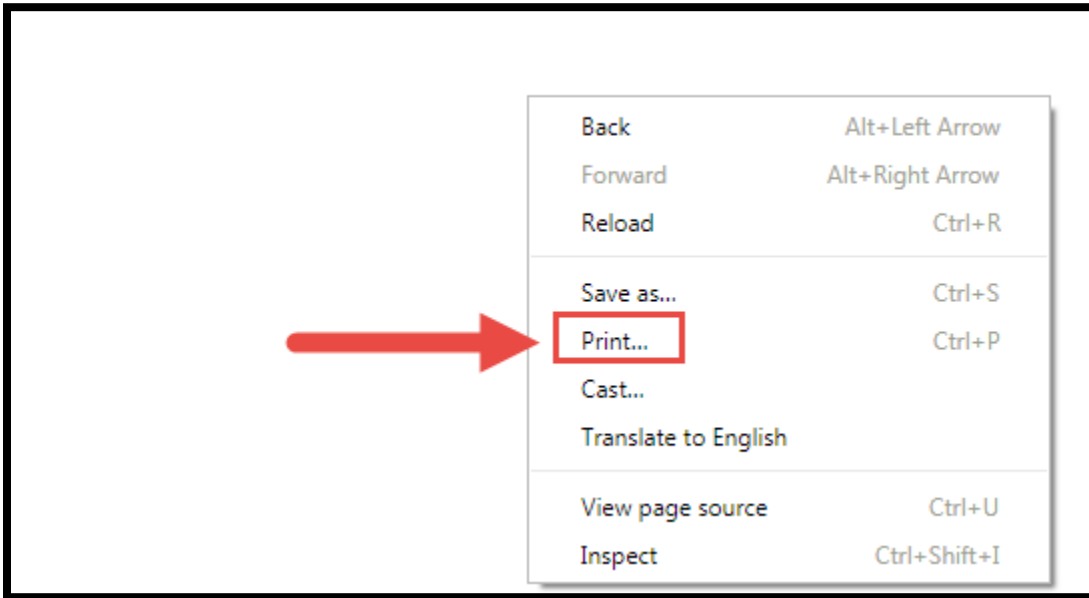 Back Alt+Left Arrow
Forward Alt+Right Arrow
Reload Ctrl+R
Save as... Ctrl+S
Print... Ctrl+P
Cast...
Translate to English
View page source Ctrl+U
Inspect Ctrl+Shift+I